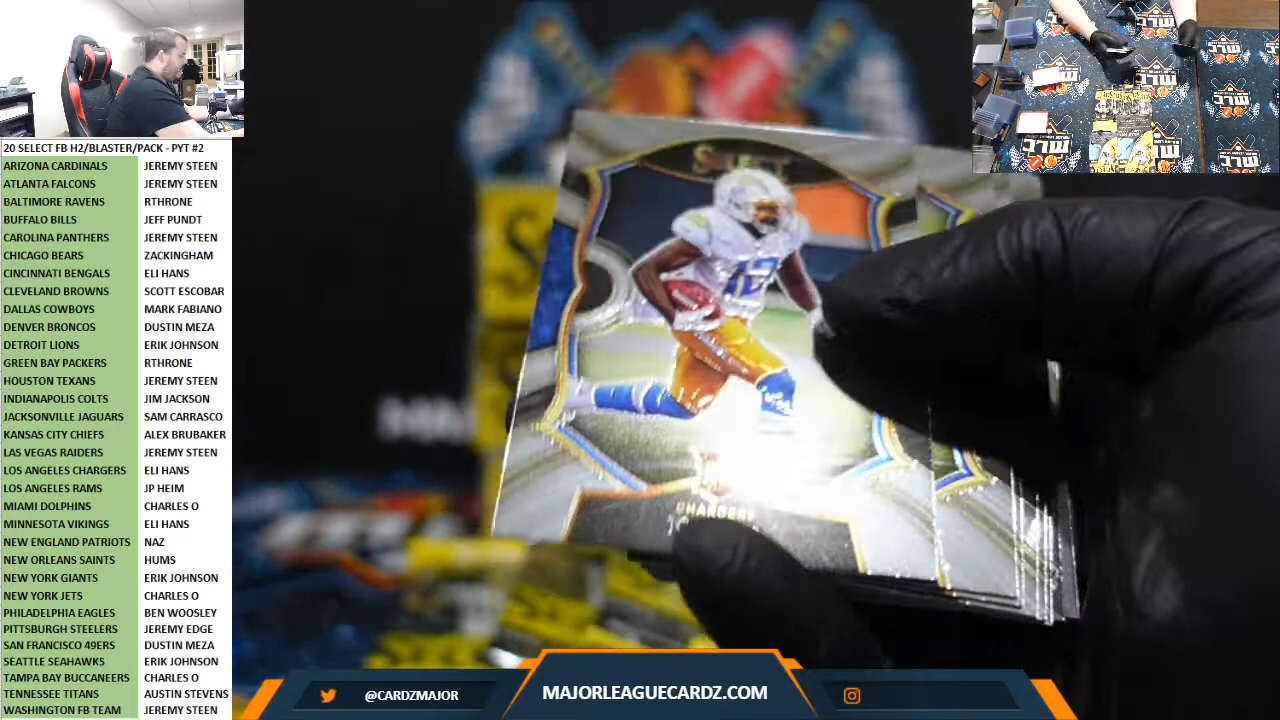 20 SELECT FB H2/BLASTER/PACK - PYT #2
ARIZONA CARDINALS JEREMY STEEN
ATLANTA FALCONS JEREMY STEEN
BALTIMORE RAVENS RTHRONE
BUFFALO BILLS JEFF PUNDT
CAROLINA PANTHERS JEREMY STEEN
CHICAGO BEARS ZACKINGHAM
CINCINNATI BENGALS ELI HANS
CLEVELAND BROWNS SCOTT ESCOBAR
DALLAS COWBOYS MARK FABIANO
DENVER BRONCOS DUSTIN MEZA
DETROIT LIONS ERIK JOHNSON
GREEN BAY PACKERS RTHRONE
HOUSTON TEXANS JEREMY STEEN
INDIANAPOLIS COLTS JIM JACKSON
JACKSONVILLE JAGUARS SAM CARRASCO
KANSAS CITY CHIEFS ALEX BRUBAKER
LAS VEGAS RAIDERS JEREMY STEEN
LOS ANGELES CHARGERS ELI HANS
LOS ANGELES RAMS JP HEIM
MIAMI DOLPHINS CHARLES O
MINNESOTA VIKINGS ELI HANS
NEW ENGLAND PATRIOTS NAZ
NEW ORLEANS SAINTS HUMS
NEW YORK GIANTS ERIK JOHNSON
NEW YORK JETS CHARLES O
PHILADELPHIA EAGLES BEN WOOSLEY
PITTSBURGH STEELERS JEREMY EDGE
SAN FRANCISCO 49ERS DUSTIN MEZA
SEATTLE SEAHAWKS ERIK JOHNSON
TAMPA BAY BUCCANEERS CHARLES O
TENNESSEE TITANS AUSTIN STEVENS
WASHINGTON FB TEAM JEREMY STEEN
SELECT
12
CHARGERS
@CARDZMAJOR
MAJORLEAGUECARDZ.COM